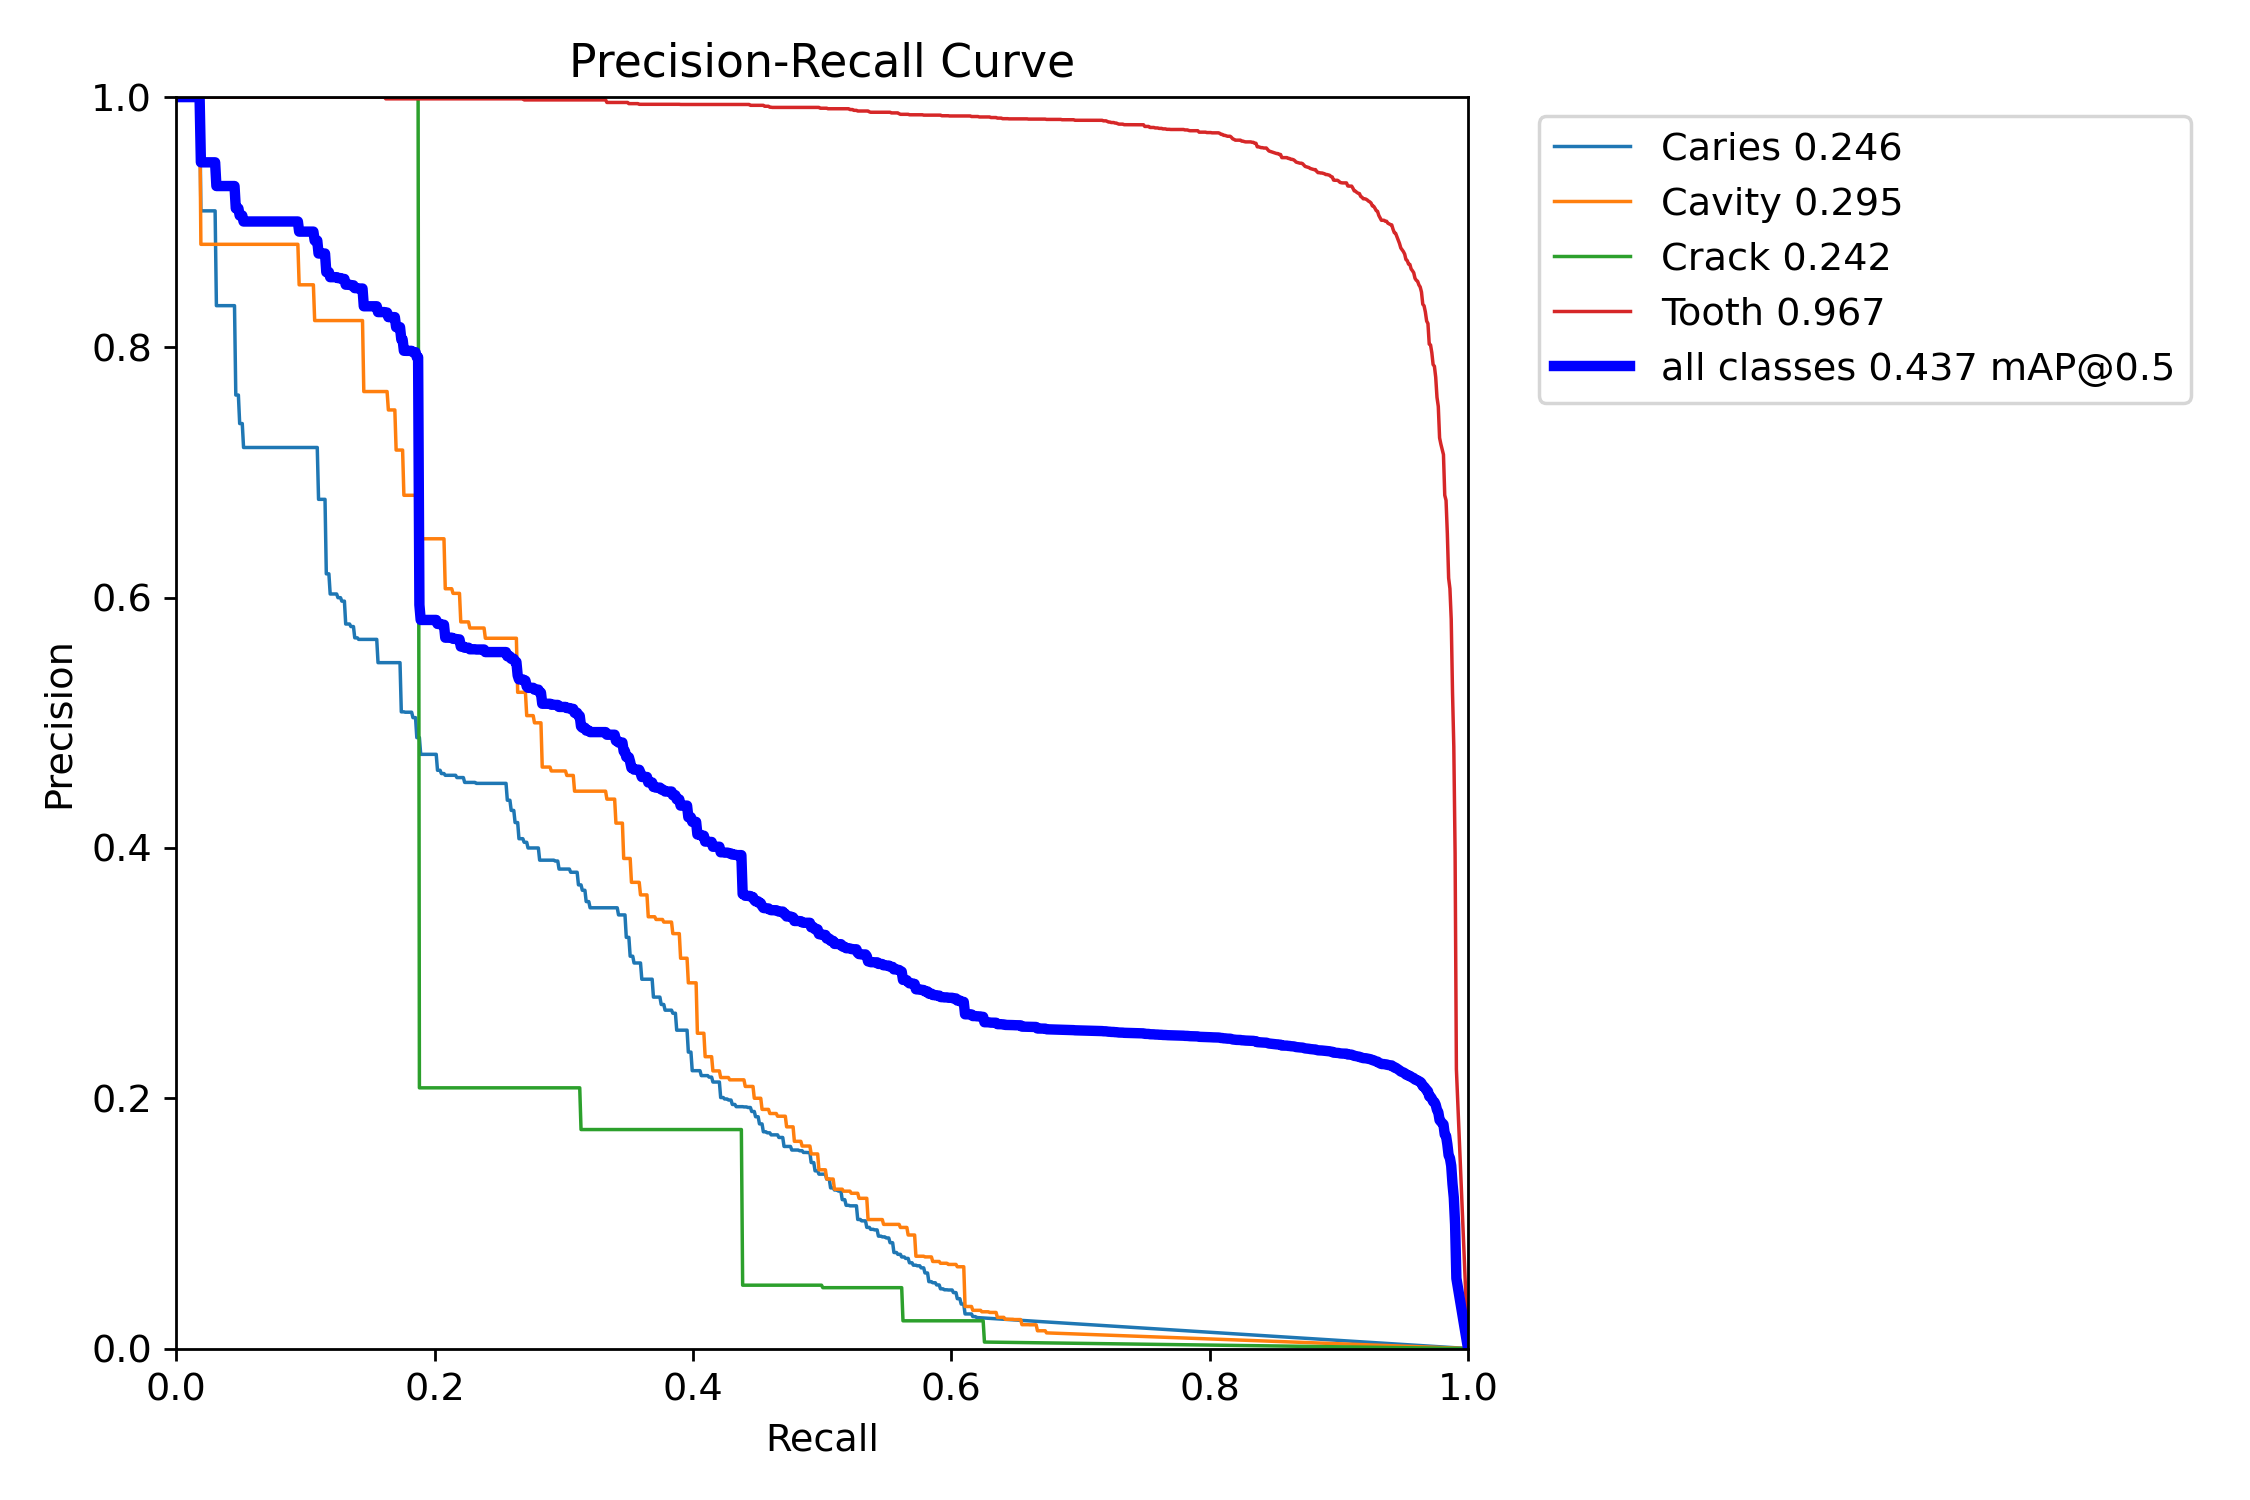 Precision-Recall Curve
1.0
0.8
0.6
0.4
0.2
0.0
Precision
0.0 0.2 0.4 0.6 0.8 1.0
Recall
Caries 0.246
Cavity 0.295
Crack 0.242
Tooth 0.967
all classes 0.437 mAP@0.5